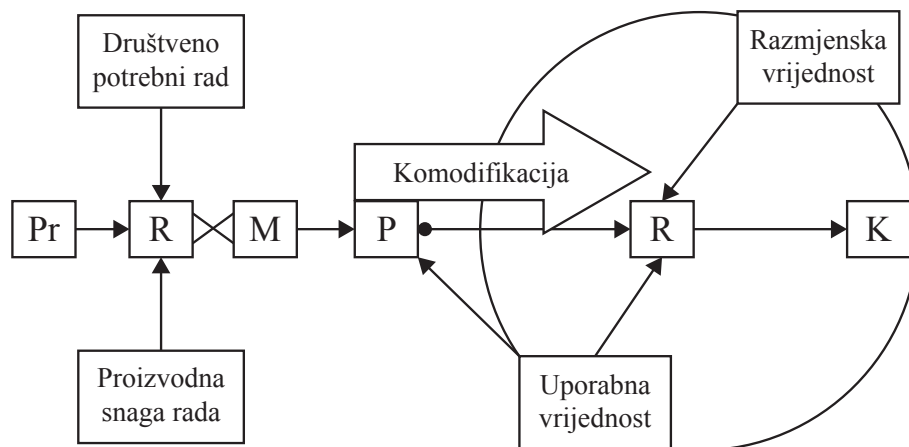 Društveno
potrebni rad
Razmjenska
vrijednost
Komodifikacija
Pr
R
M
P
R
K
Proizvodna
snaga rada
Uporabna
vrijednost